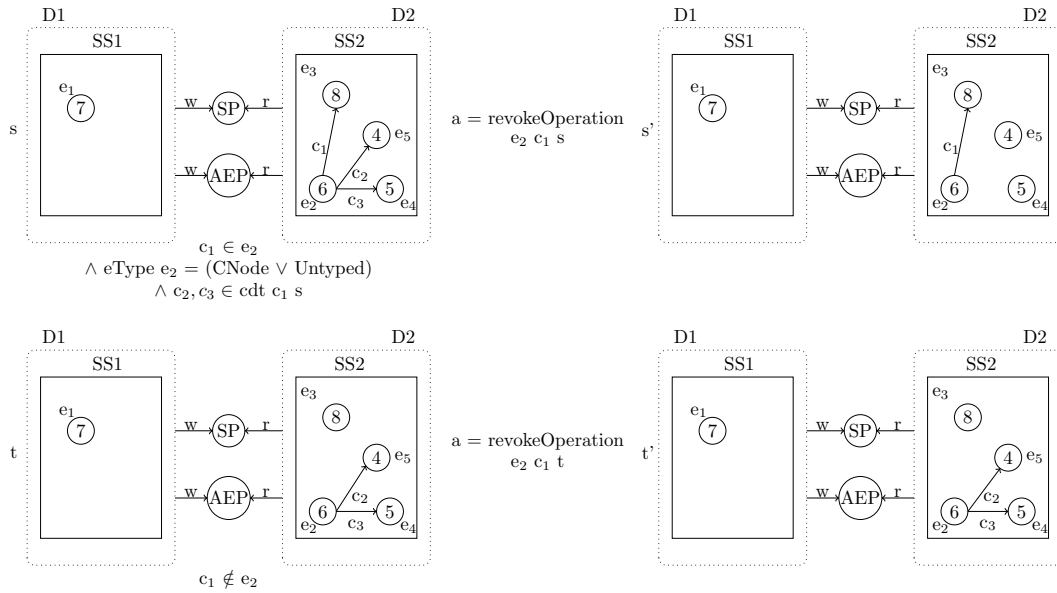 D1 D2 D1 D2
SS1 SS2 SS1 SS2
e₁ 7 w SP r e₃ 8 c₁ 4 e₅ e₁ 7 w SP r e₃ 8 c₁ 4 e₅
s a = revokeOperation s'
e₂ c₁ s
w AEP r e₂ 6 c₂ c₃ 5 e₄ w AEP r e₂ 6 5 e₄
c₁ ∈ e₂
∧ eType e₂ = (CNode ∨ Untyped)
∧ c₂, c₃ ∈ cdt c₁ s
D1 D2 D1 D2
SS1 SS2 SS1 SS2
e₁ 7 w SP r e₃ 8 4 e₅ e₁ 7 w SP r e₃ 8 4 e₅
t a = revokeOperation t'
e₂ c₁ t
w AEP r e₂ 6 c₂ c₃ 5 e₄ w AEP r e₂ 6 c₂ c₃ 5 e₄
c₁ ∉ e₂